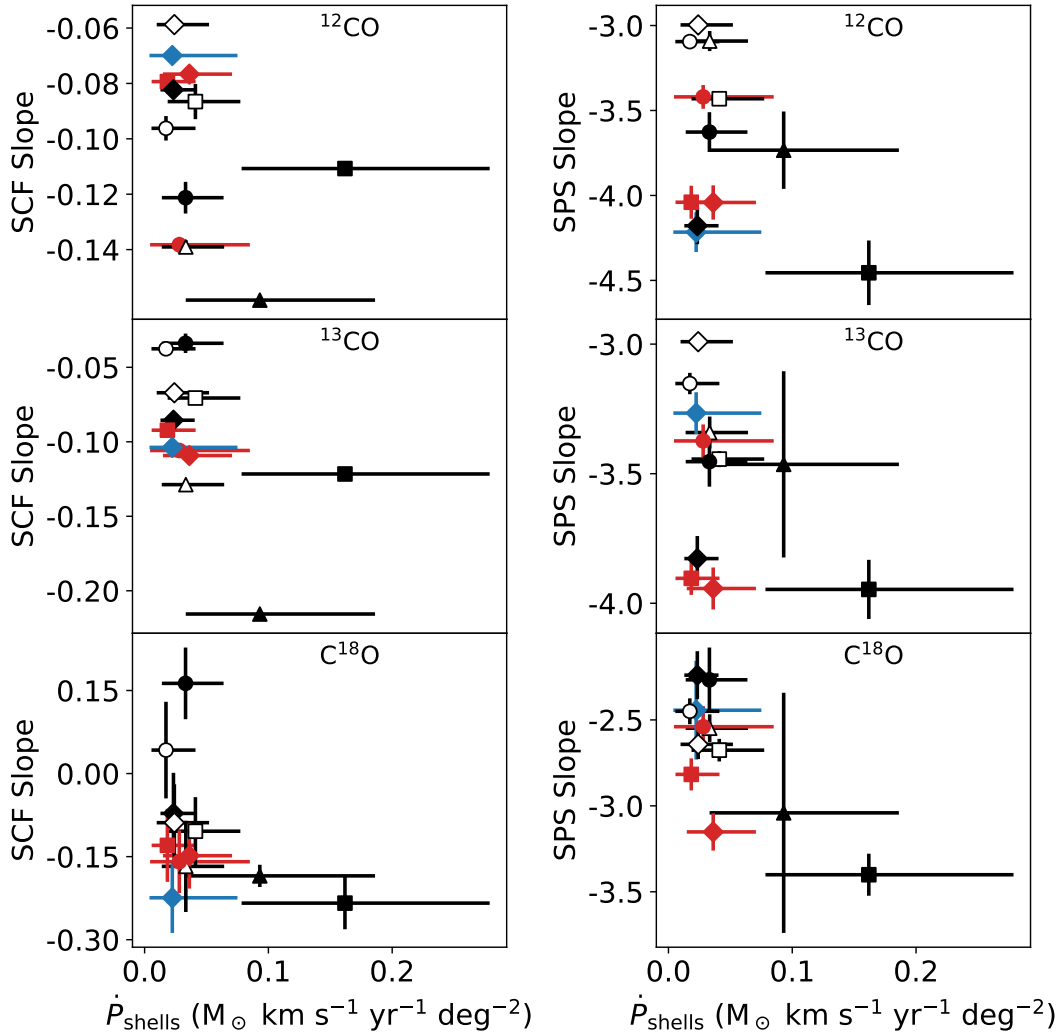 -0.06
-0.08
-0.10
-0.12
-0.14
SCF Slope
¹²CO
-3.0
-3.5
-4.0
-4.5
SPS Slope
¹²CO
-0.05
-0.10
-0.15
-0.20
SCF Slope
¹³CO
-3.0
-3.5
-4.0
SPS Slope
¹³CO
0.15
0.00
-0.15
-0.30
SCF Slope
C¹⁸O
-2.5
-3.0
-3.5
SPS Slope
C¹⁸O
0.0 0.1 0.2
0.0 0.1 0.2
Ṗshells (M⊙ km s⁻¹ yr⁻¹ deg⁻²)
Ṗshells (M⊙ km s⁻¹ yr⁻¹ deg⁻²)